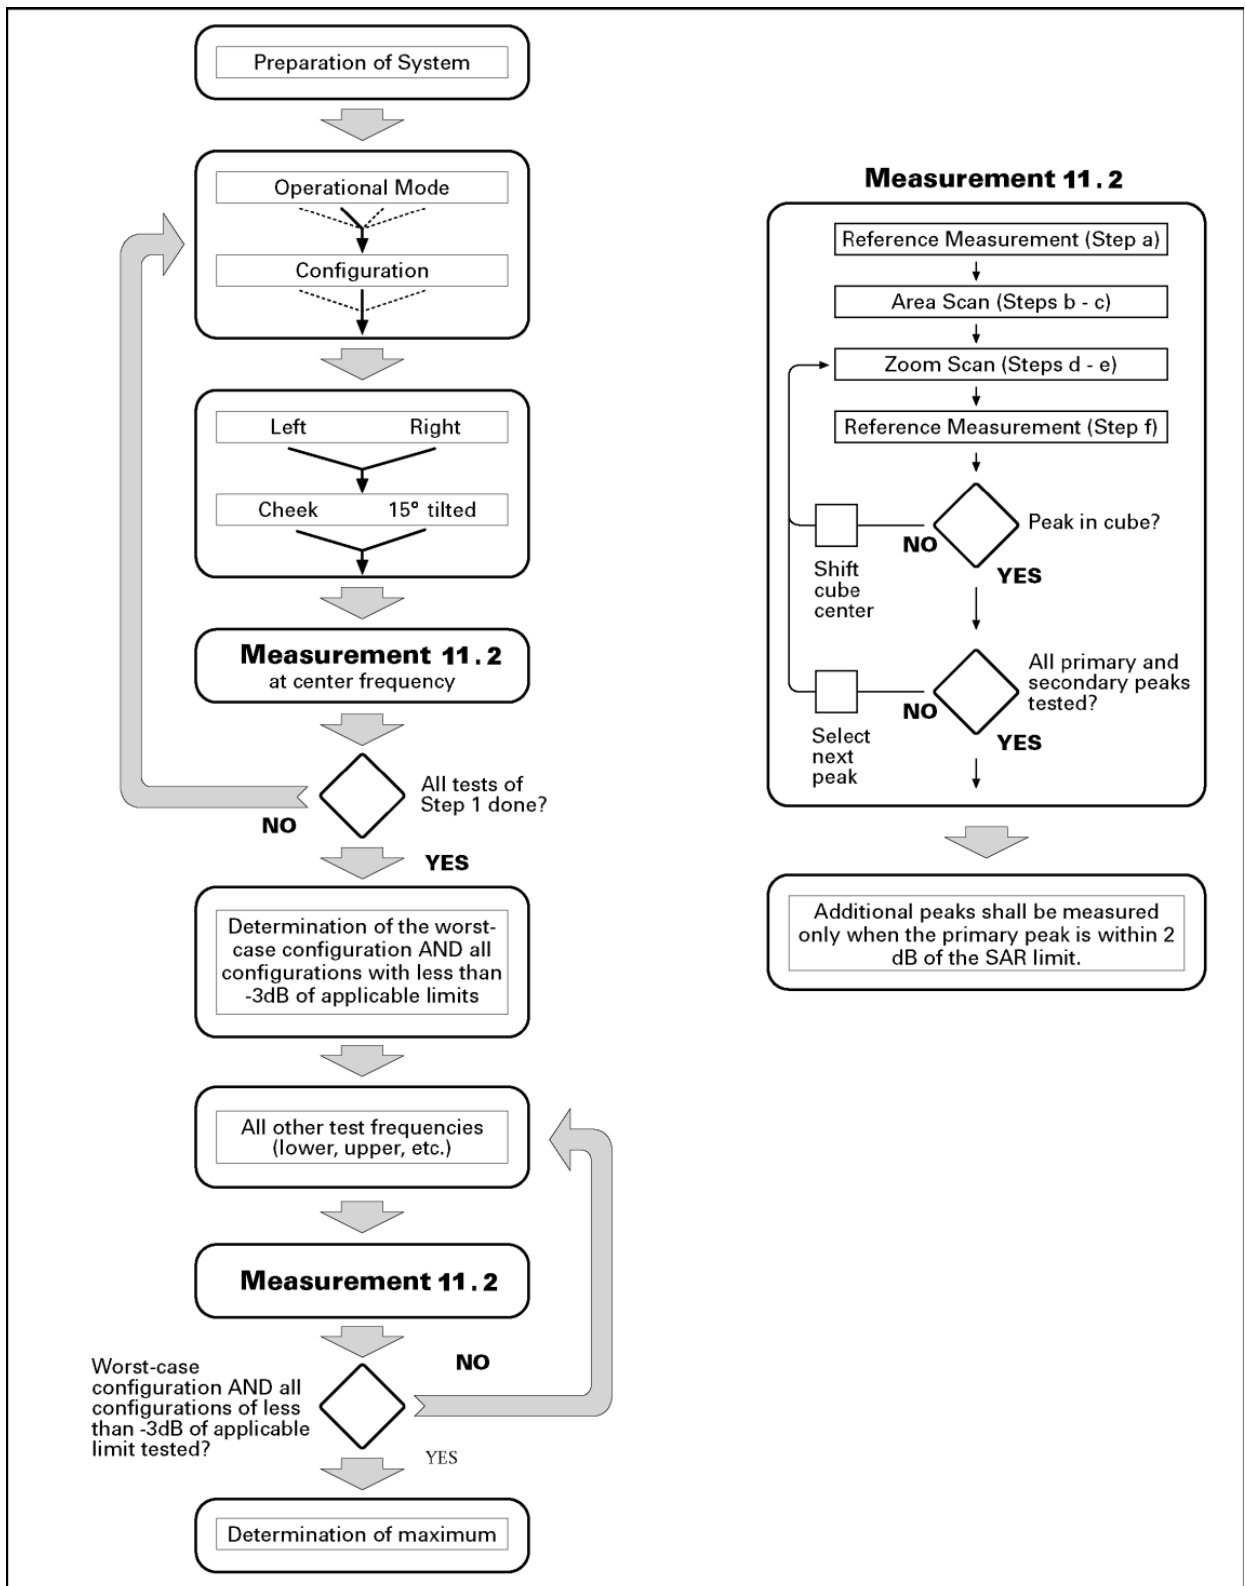 Preparation of System
Operational Mode
Configuration
Left Right
Cheek 15° tilted
Measurement 11.2
at center frequency
All tests of
Step 1 done?
NO
YES
Determination of the worst-
case configuration AND all
configurations with less than
-3dB of applicable limits
All other test frequencies
(lower, upper, etc.)
Measurement 11.2
NO
Worst-case
configuration AND all
configurations of less
than -3dB of applicable
limit tested?
YES
Determination of maximum
Measurement 11.2
Reference Measurement (Step a)
Area Scan (Steps b - c)
Zoom Scan (Steps d - e)
Reference Measurement (Step f)
Peak in cube?
NO
Shift
cube
center
YES
All primary and
secondary peaks
tested?
NO
Select
next
peak
YES
Additional peaks shall be measured
only when the primary peak is within 2
dB of the SAR limit.